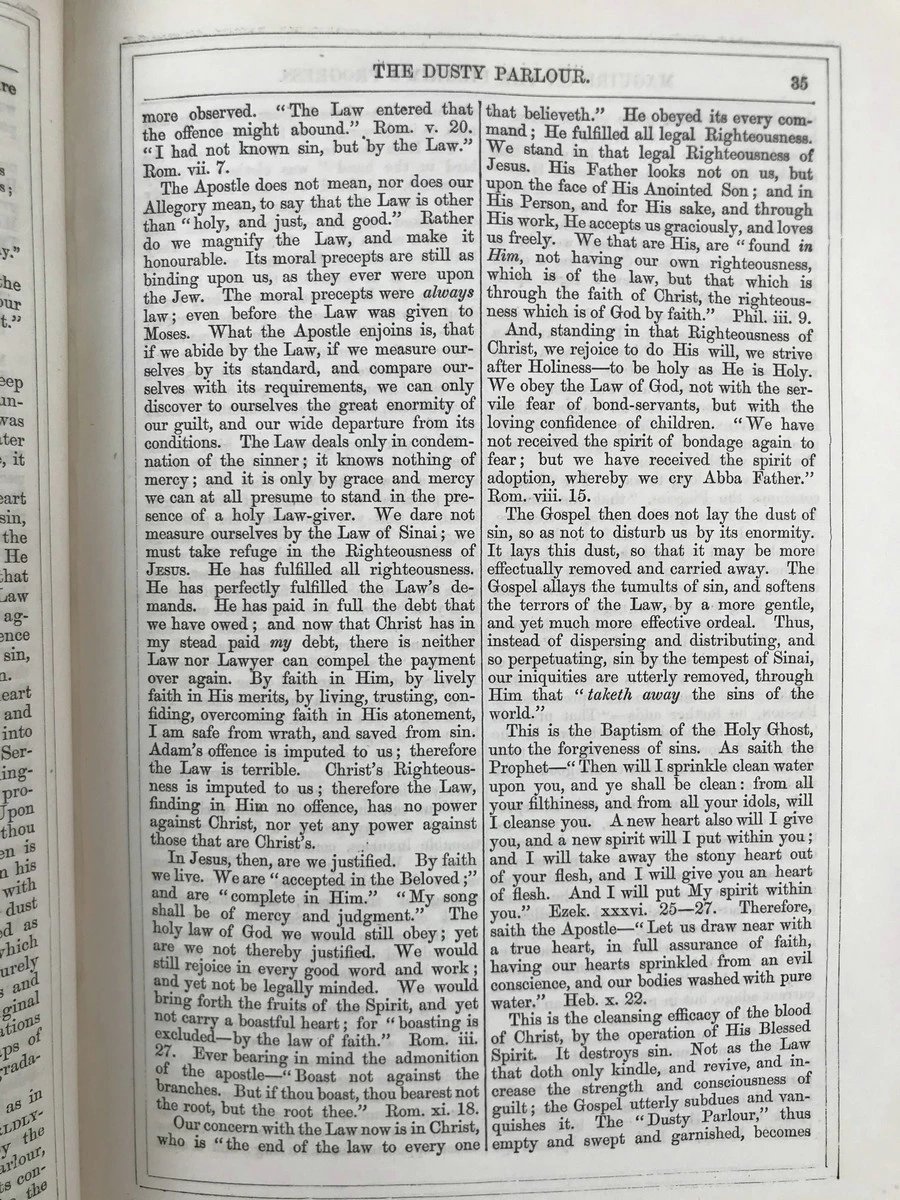 THE DUSTY PARLOUR.
35
more observed. “The Law entered that
the offence might abound.” Rom. v. 20.
“I had not known sin, but by the Law.”
Rom. vii. 7.
The Apostle does not mean, nor does our
Allegory mean, to say that the Law is other
than “holy, and just, and good.” Rather
do we magnify the Law, and make it
honourable. Its moral precepts are still as
binding upon us, as they ever were upon
the Jew. The moral precepts were always
law; even before the Law was given to
Moses. What the Apostle enjoins is, that
if we abide by the Law, if we measure our-
selves by its standard, and compare our-
selves with its requirements, we can only
discover to ourselves the great enormity of
our guilt, and our wide departure from its
conditions. The Law deals only in condem-
nation of the sinner; it knows nothing of
mercy; and it is only by grace and mercy
we can at all presume to stand in the pre-
sence of a holy Law-giver. We dare not
measure ourselves by the Law of Sinai; we
must take refuge in the Righteousness of
JESUS. He has fulfilled all righteousness.
He has perfectly fulfilled the Law’s de-
mands. He has paid in full the debt that
we have owed; and now that Christ has in
my stead paid my debt, there is neither
Law nor Lawyer can compel the payment
over again. By faith in Him, by lively
faith in His merits, by living, trusting, con-
fiding, overcoming faith in His atonement,
I am safe from wrath, and saved from sin.
Adam’s offence is imputed to us; therefore
the Law is terrible. Christ’s Righteous-
ness is imputed to us; therefore the Law,
finding in Him no offence, has no power
against Christ, nor yet any power against
those that are Christ’s.
In Jesus, then, are we justified. By faith
we live. We are “accepted in the Beloved;”
and are “complete in Him.” “My song
shall be of mercy and judgment.” The
holy law of God we would still obey; yet
are we not thereby justified. We would
still rejoice in every good word and work;
and yet not be legally minded. We would
bring forth the fruits of the Spirit, and yet
not carry a boastful heart; for “boasting is
excluded—by the law of faith.” Rom. iii.
27. Ever bearing in mind the admonition
of the apostle—“Boast not against the
branches. But if thou boast, thou bearest not
the root, but the root thee.” Rom. xi. 18.
Our concern with the Law now is in Christ,
who is “the end of the law to every one
that believeth.” He obeyed its every com-
mand; He fulfilled all legal Righteousness.
We stand in that legal Righteousness of
Jesus. His Father looks not on us, but
upon the face of His Anointed Son; and in
His Person, and for His sake, and through
His work, He accepts us graciously, and loves
us freely. We that are His, are “found in
Him, not having our own righteousness,
which is of the law, but that which is
through the faith of Christ, the righteous-
ness which is of God by faith.” Phil. iii. 9.
And, standing in that Righteousness of
Christ, we rejoice to do His will, we strive
after Holiness—to be holy as He is Holy.
We obey the Law of God, not with the ser-
vile fear of bond-servants, but with the
loving confidence of children. “We have
not received the spirit of bondage again to
fear; but we have received the spirit of
adoption, whereby we cry Abba Father.”
Rom. viii. 15.
The Gospel then does not lay the dust of
sin, so as not to disturb us by its enormity.
It lays this dust, so that it may be more
effectually removed and carried away. The
Gospel allays the tumults of sin, and softens
the terrors of the Law, by a more gentle,
and yet much more effective ordeal. Thus,
instead of dispersing and distributing, and
so perpetuating, sin by the tempest of Sinai,
our iniquities are utterly removed, through
Him that “taketh away the sins of the
world.”
This is the Baptism of the Holy Ghost,
unto the forgiveness of sins. As saith the
Prophet—“Then will I sprinkle clean water
upon you, and ye shall be clean: from all
your filthiness, and from all your idols, will
I cleanse you. A new heart also will I give
you, and a new spirit will I put within you;
and I will take away the stony heart out
of your flesh, and I will give you an heart
of flesh. And I will put My spirit within
you.” Ezek. xxxvi. 25—27. Therefore,
saith the Apostle—“Let us draw near with
a true heart, in full assurance of faith,
having our hearts sprinkled from an evil
conscience, and our bodies washed with pure
water.” Heb. x. 22.
This is the cleansing efficacy of the blood
of Christ, by the operation of His Blessed
Spirit. It destroys sin. Not as the Law
that doth only kindle, and revive, and in-
crease the strength and consciousness of
guilt; the Gospel utterly subdues and van-
quishes it. The “Dusty Parlour,” thus
empty and swept and garnished, becomes